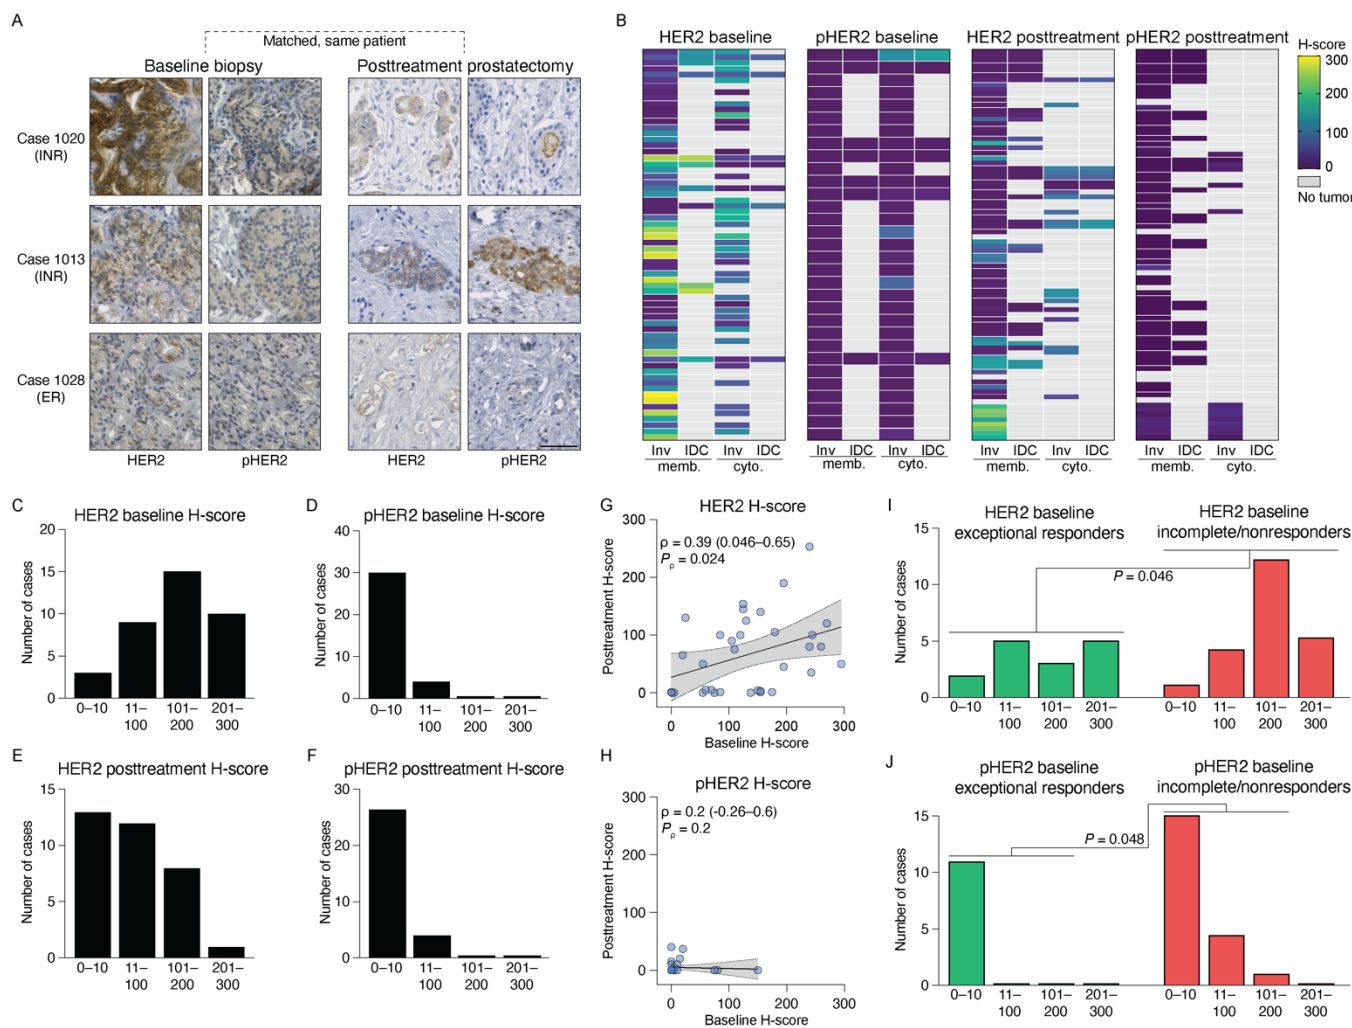 A
Matched, same patient
Baseline biopsy
Posttreatment prostatectomy
Case 1020
(INR)
Case 1013
(INR)
Case 1028
(ER)
HER2
pHER2
HER2
pHER2
B
HER2 baseline
pHER2 baseline
HER2 posttreatment
pHER2 posttreatment
H-score
300
200
100
0
No tumor
Inv IDC Inv IDC
memb. cyto.
Inv IDC Inv IDC
memb. cyto.
Inv IDC Inv IDC
memb. cyto.
Inv IDC Inv IDC
memb. cyto.
C
HER2 baseline H-score
Number of cases
20
15
10
5
0
0–10
11–
100
101–
200
201–
300
D
pHER2 baseline H-score
Number of cases
40
30
20
10
0
0–10
11–
100
101–
200
201–
300
E
HER2 posttreatment H-score
Number of cases
15
10
5
0
0–10
11–
100
101–
200
201–
300
F
pHER2 posttreatment H-score
Number of cases
30
20
10
0
0–10
11–
100
101–
200
201–
300
G
HER2 H-score
ρ = 0.39 (0.046–0.65)
Pρ = 0.024
Posttreatment H-score
300
200
100
0
0 100 200 300
Baseline H-score
H
pHER2 H-score
ρ = 0.2 (-0.26–0.6)
Pρ = 0.2
Posttreatment H-score
300
200
100
0
0 100 200 300
Baseline H-score
I
HER2 baseline
exceptional responders
HER2 baseline
incomplete/nonresponders
P = 0.046
Number of cases
15
10
5
0
0–10
11–
100
101–
200
201–
300
0–10
11–
100
101–
200
201–
300
J
pHER2 baseline
exceptional responders
pHER2 baseline
incomplete/nonresponders
P = 0.048
Number of cases
15
10
5
0
0–10
11–
100
101–
200
201–
300
0–10
11–
100
101–
200
201–
300